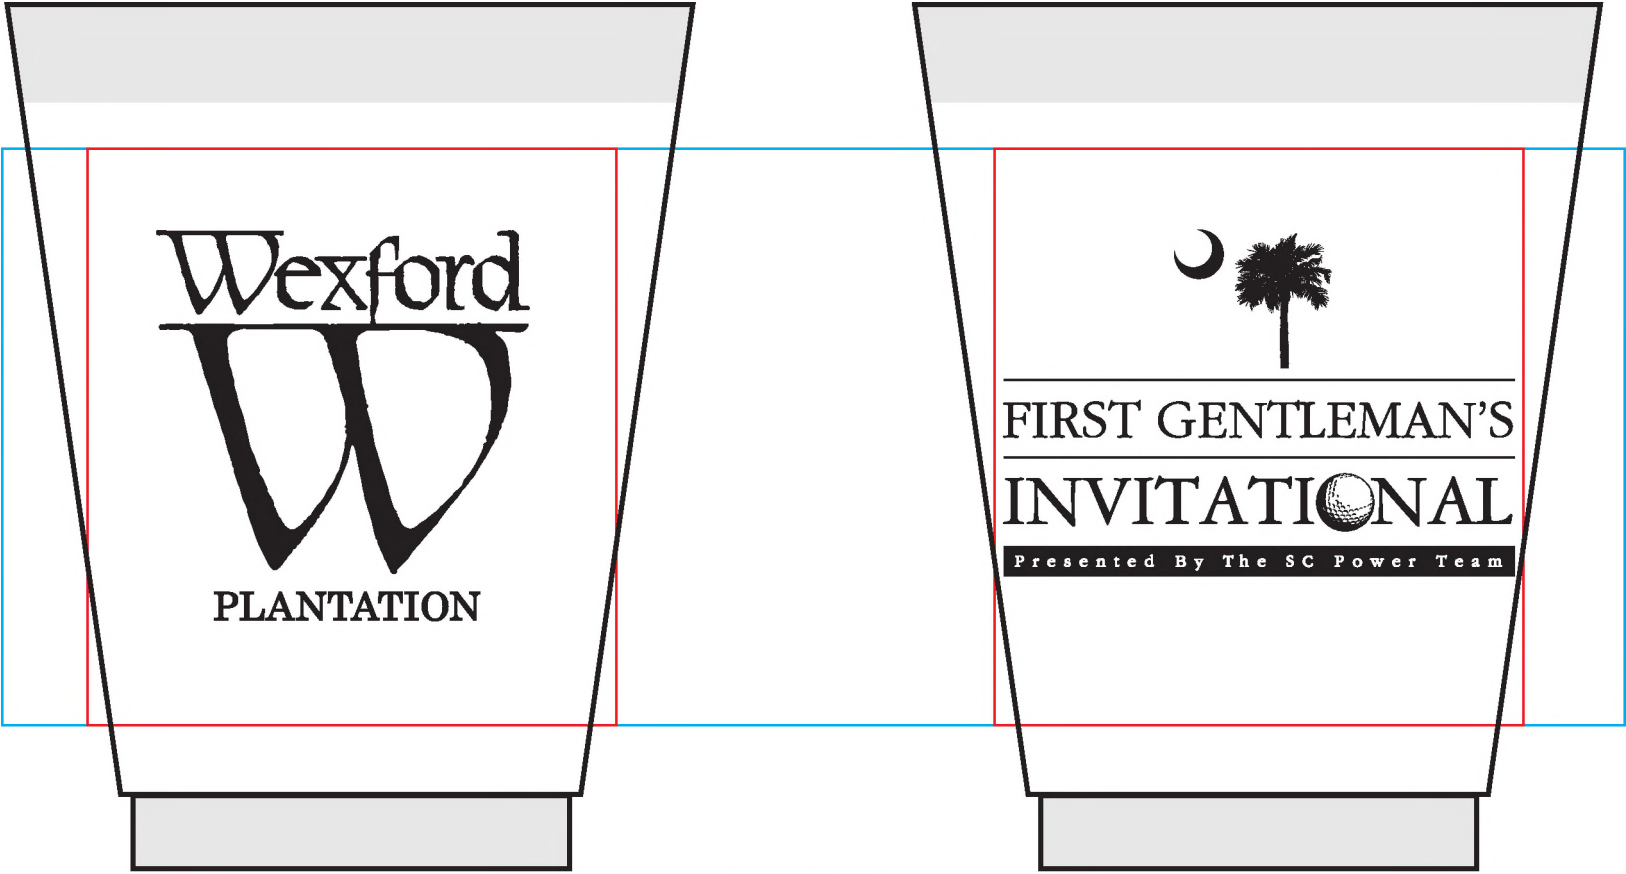 Wexford
W
PLANTATION
FIRST GENTLEMAN'S
INVITATIONAL
Presented By The SC Power Team